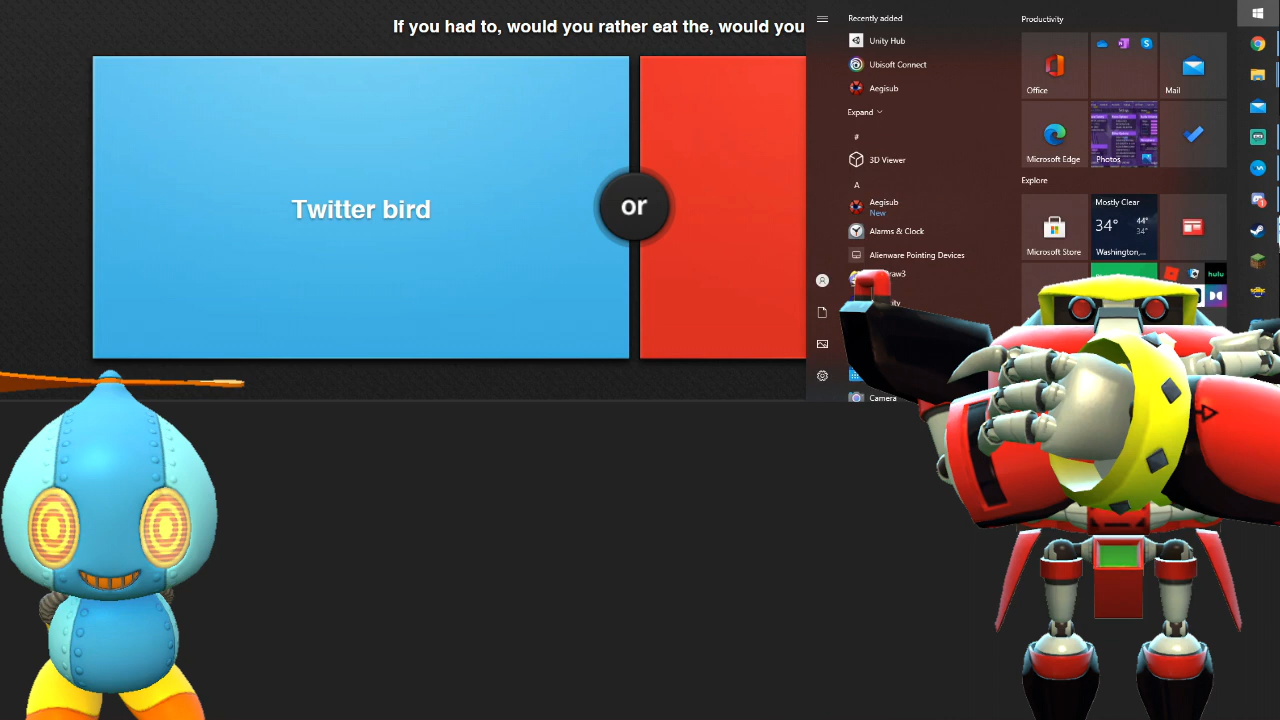 If you had to, would you rather eat the, would you
Twitter bird
or
Recently added
Unity Hub
Ubisoft Connect
Aegisub
Expand
#
3D Viewer
A
Aegisub
New
Alarms & Clock
Alienware Pointing Devices
Camera
Productivity
Office
Mail
Microsoft Edge
Photos
Explore
Microsoft Store
Mostly Clear
34° 44°
34°
Washington,...
hulu